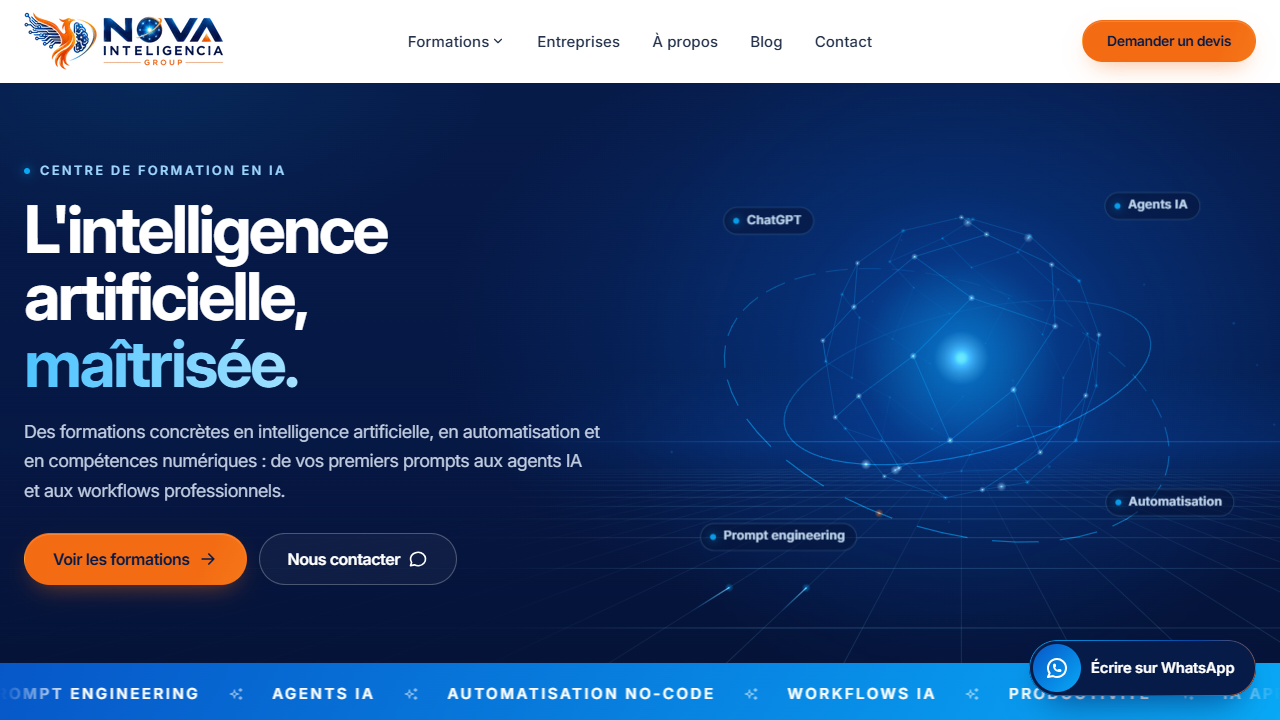 NOVA
INTELIGENCIA
GROUP
Formations
Entreprises
À propos
Blog
Contact
Demander un devis
CENTRE DE FORMATION EN IA
L'intelligence
artificielle,
maîtrisée.
Des formations concrètes en intelligence artificielle, en automatisation et
en compétences numériques : de vos premiers prompts aux agents IA
et aux workflows professionnels.
Voir les formations
Nous contacter
ChatGPT
Agents IA
Prompt engineering
Automatisation
Écrire sur WhatsApp
ENGINEERING
AGENTS IA
AUTOMATISATION NO-CODE
WORKFLOWS IA